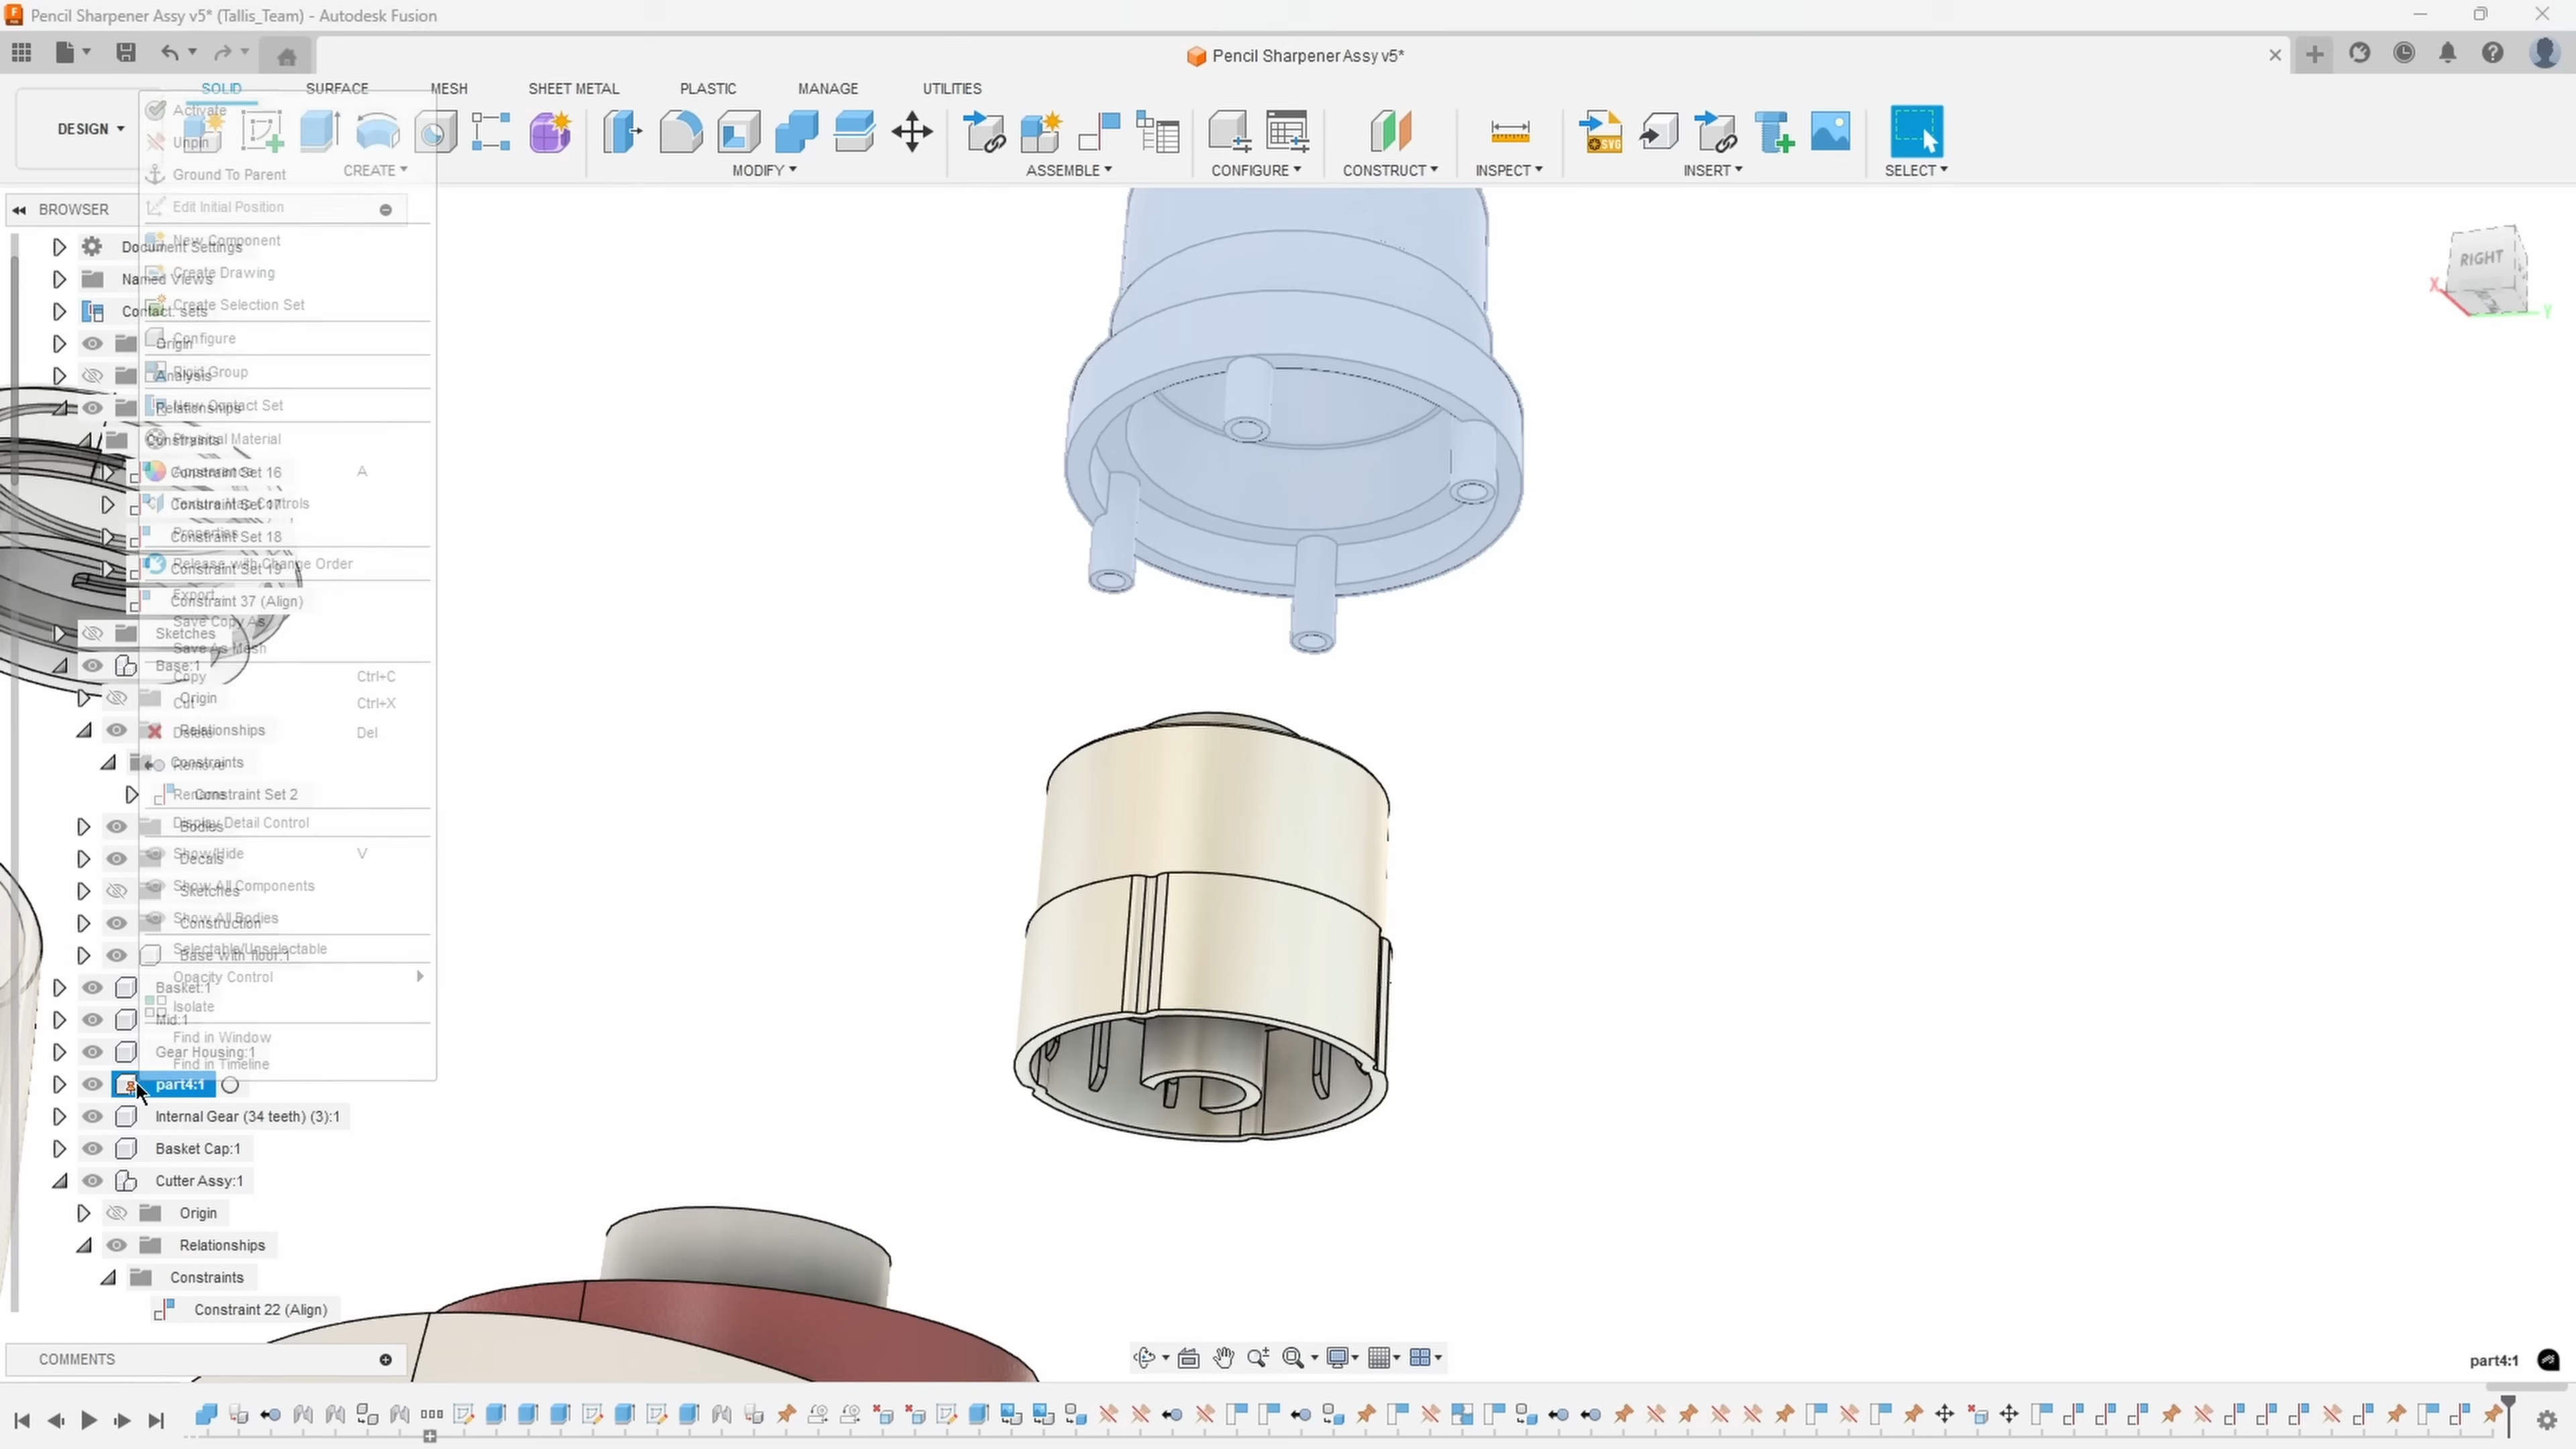 Pencil Sharpener Assy v5* (Tallis_Team) - Autodesk Fusion
Pencil Sharpener Assy v5*
SOLID SURFACE MESH SHEET METAL PLASTIC MANAGE UTILITIES
DESIGN
CREATE MODIFY ASSEMBLE CONFIGURE CONSTRUCT INSPECT INSERT SELECT
SVG
BROWSER
Document Settings
Named Views
Contact sets
Origin
Analysis
Relationships
Constraints
Constraint Set 16
Constraint Set 17
Constraint Set 18
Constraint Set 19
Constraint 37 (Align)
Sketches
Base:1
Origin
Relationships
Constraints
Constraint Set 2
Bodies
Decals
Sketches
Construction
Base with floor:1
Basket:1
Mid:1
Gear Housing:1
part4:1
Internal Gear (34 teeth) (3):1
Basket Cap:1
Cutter Assy:1
Origin
Relationships
Constraints
Constraint 22 (Align)
Activate
Unpin
Ground To Parent
Edit Initial Position
New Component
Create Drawing
Create Selection Set
Configure
Rigid Group
New Contact Set
Physical Material
Appearance A
Texture Map Controls
Properties
Release with Change Order
Export
Save Copy As
Save As Mesh
Copy Ctrl+C
Cut Ctrl+X
Delete Del
Remove
Rename
Display Detail Control
Show/Hide V
Show All Components
Show All Bodies
Selectable/Unselectable
Opacity Control
Isolate
Find in Window
Find in Timeline
RIGHT
X
Y
COMMENTS
part4:1